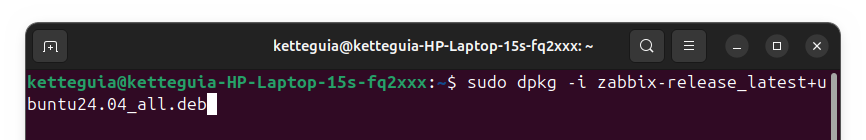 ketteguia@ketteguia-HP-Laptop-15s-fq2xxx: ~
ketteguia@ketteguia-HP-Laptop-15s-fq2xxx:~$ sudo dpkg -i zabbix-release_latest+u
buntu24.04_all.deb